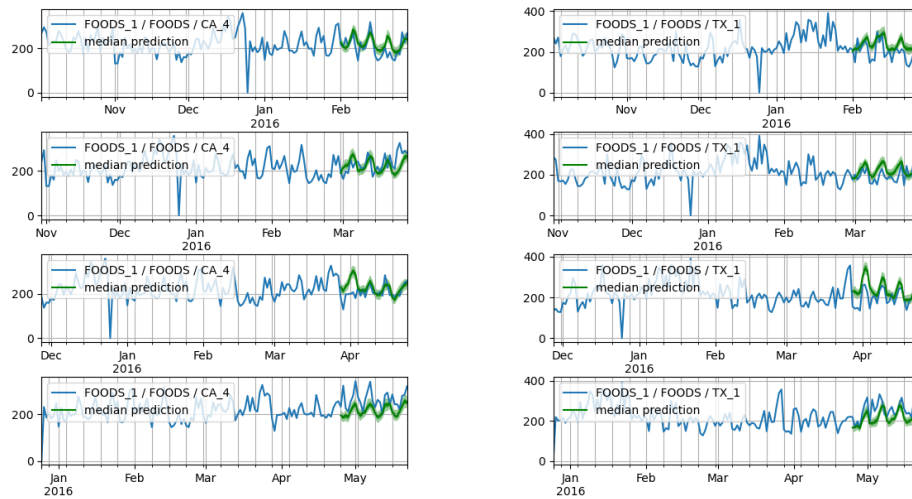 FOODS_1 / FOODS / CA_4
median prediction
200
0
Nov Dec Jan Feb
2016
400
FOODS_1 / FOODS / TX_1
median prediction
200
0
Nov Dec Jan Feb
2016
FOODS_1 / FOODS / CA_4
median prediction
200
0
Nov Dec Jan Feb Mar
2016
400
FOODS_1 / FOODS / TX_1
median prediction
200
0
Nov Dec Jan Feb Mar
2016
FOODS_1 / FOODS / CA_4
median prediction
200
0
Dec Jan Feb Mar Apr
2016
400
FOODS_1 / FOODS / TX_1
median prediction
200
0
Dec Jan Feb Mar Apr
2016
FOODS_1 / FOODS / CA_4
median prediction
200
0
Jan Feb Mar Apr May
2016
400
FOODS_1 / FOODS / TX_1
median prediction
200
0
Jan Feb Mar Apr May
2016